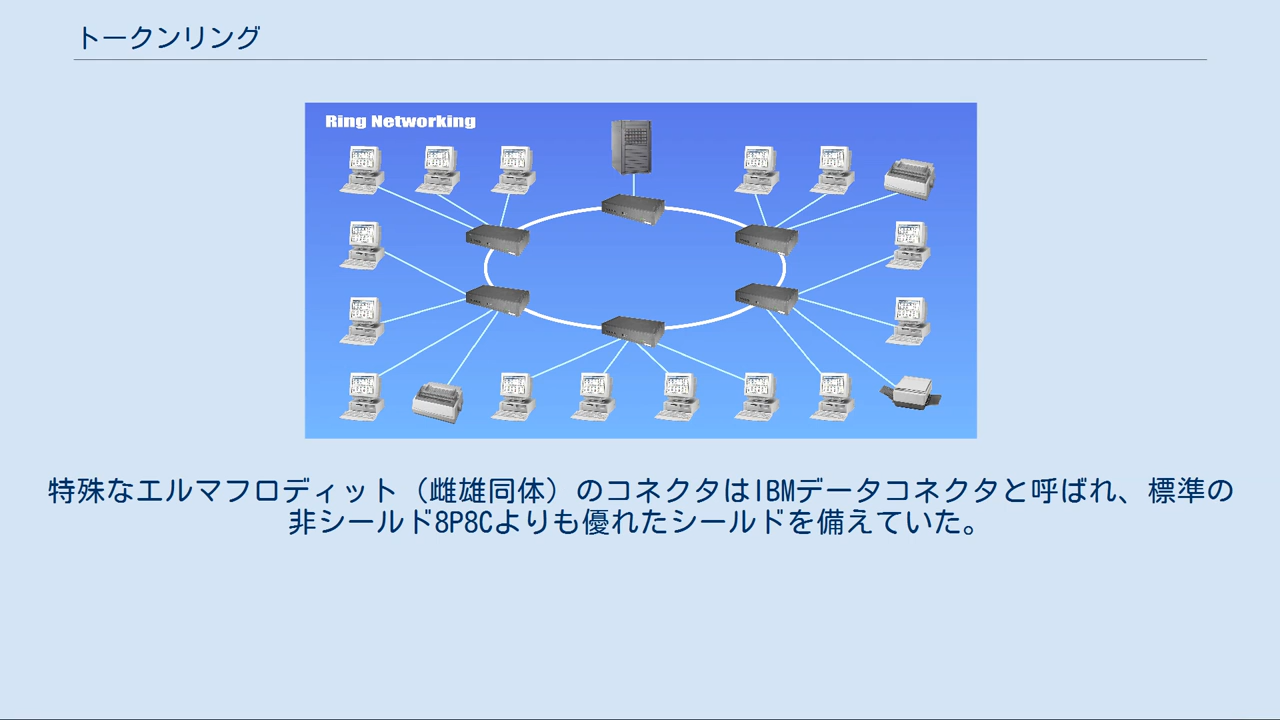 トークンリング
Ring Networking
特殊なエルマフロディット（雌雄同体）のコネクタはIBMデータコネクタと呼ばれ、標準の
非シールド8P8Cよりも優れたシールドを備えていた。